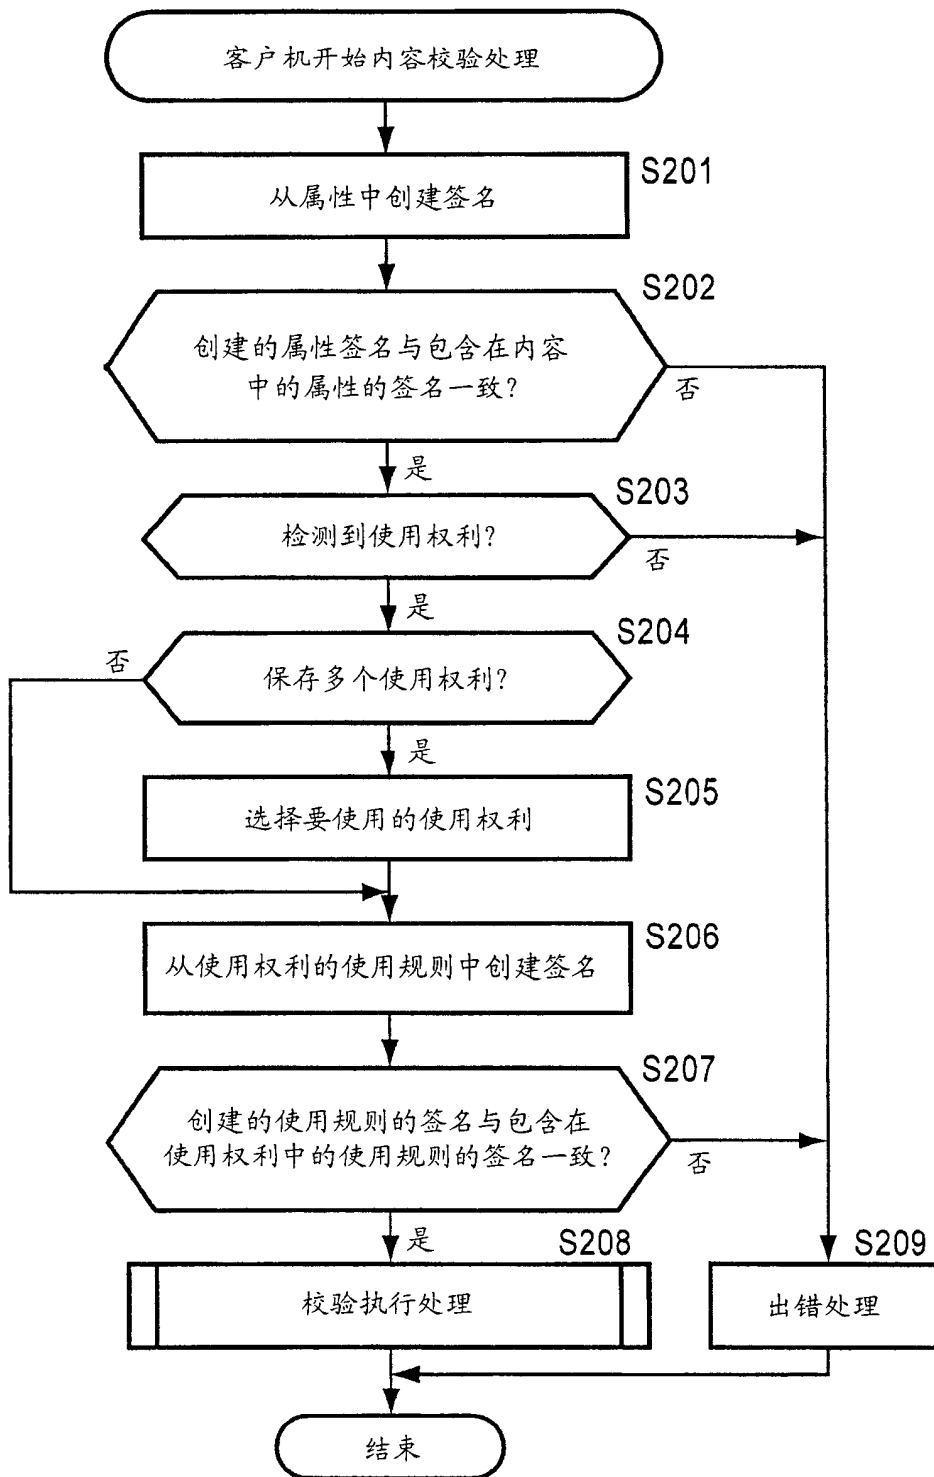 客户机开始内容校验处理
S201
从属性中创建签名
S202
创建的属性签名与包含在内容
中的属性的签名一致?
否
是
S203
检测到使用权利?
否
是
S204
否
保存多个使用权利?
是
S205
选择要使用的使用权利
S206
从使用权利的使用规则中创建签名
S207
创建的使用规则的签名与包含在
使用权利中的使用规则的签名一致?
否
是
S208
S209
校验执行处理
出错处理
结束